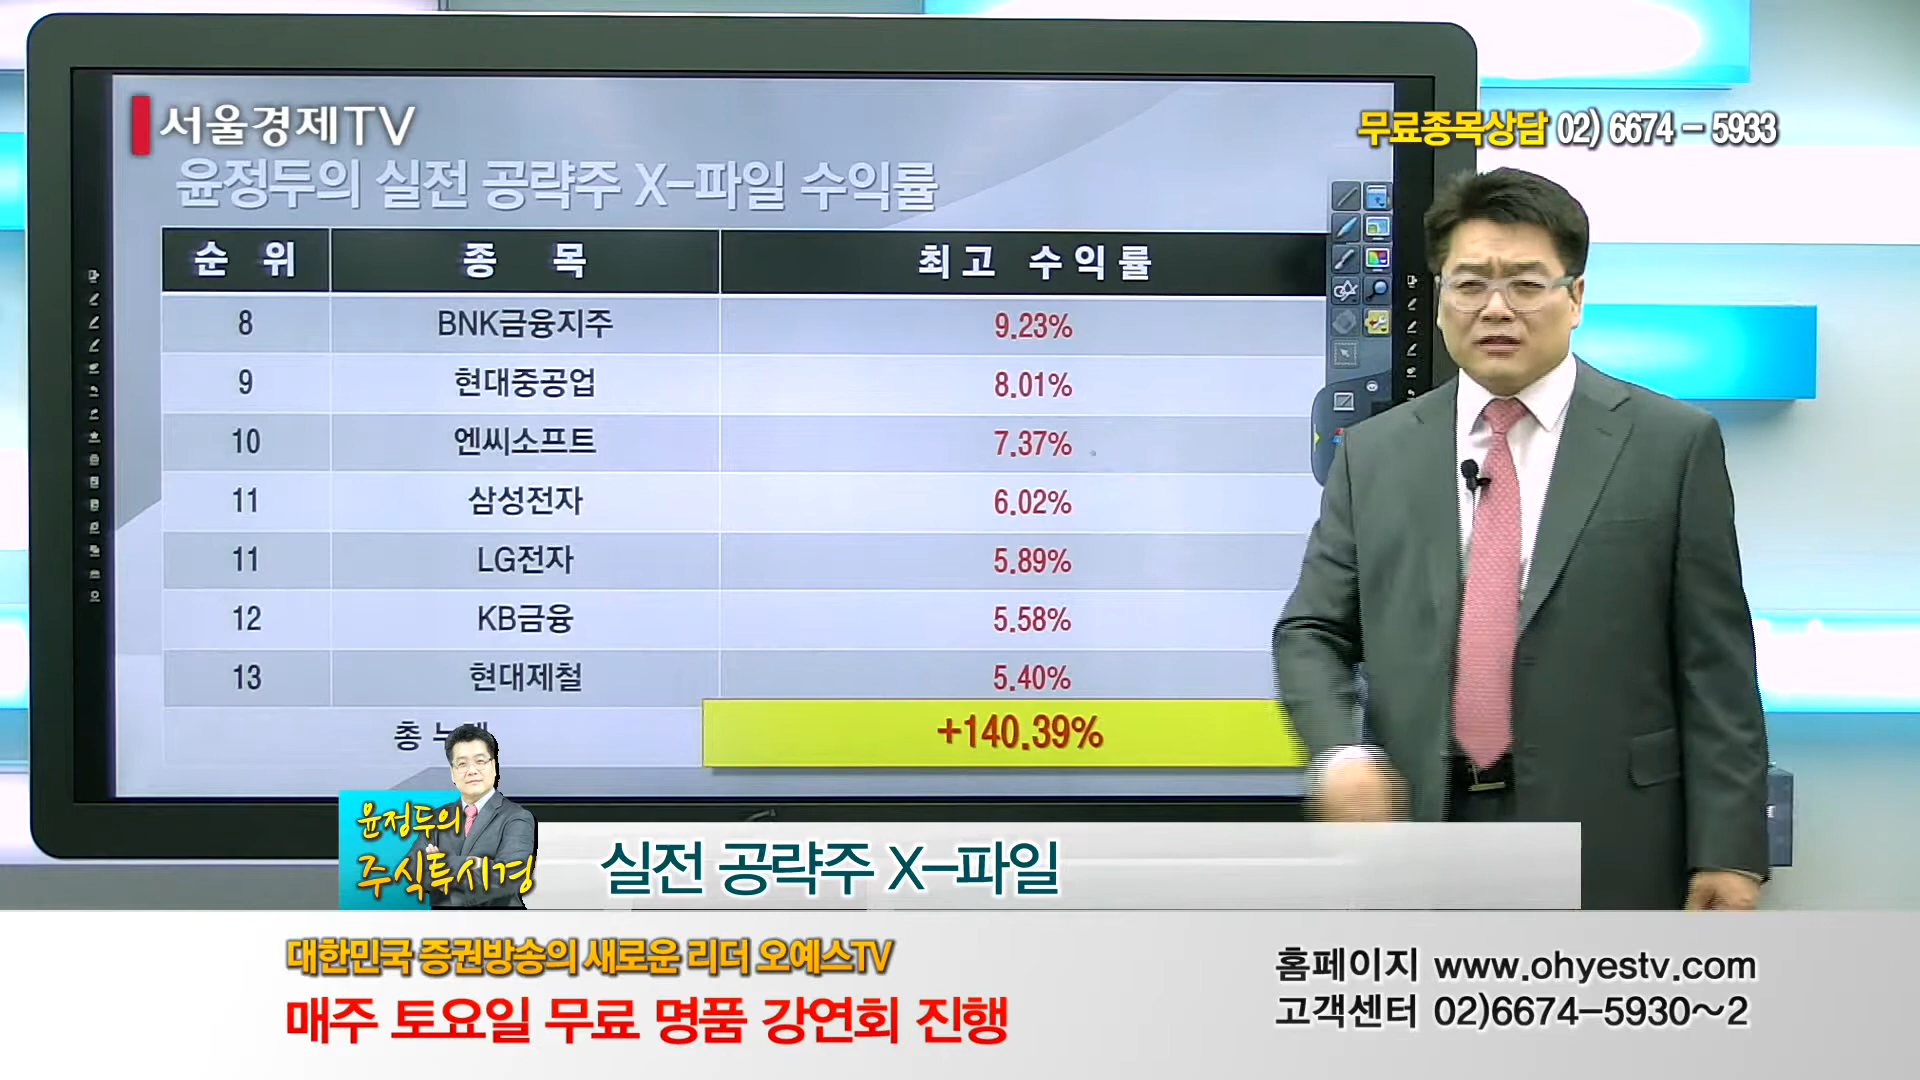 서울경제TV
무료종목상담 02) 6674 - 5933
윤정두의 실전 공략주 X-파일 수익률
순 위 종 목 최고 수익률
8 BNK금융지주 9.23%
9 현대중공업 8.01%
10 엔씨소프트 7.37%
11 삼성전자 6.02%
11 LG전자 5.89%
12 KB금융 5.58%
13 현대제철 5.40%
총 +140.39%
윤정두의
주식투시경
실전 공략주 X-파일
대한민국 증권방송의 새로운 리더 오예스TV
매주 토요일 무료 명품 강연회 진행
홈페이지 www.ohyestv.com
고객센터 02)6674-5930~2